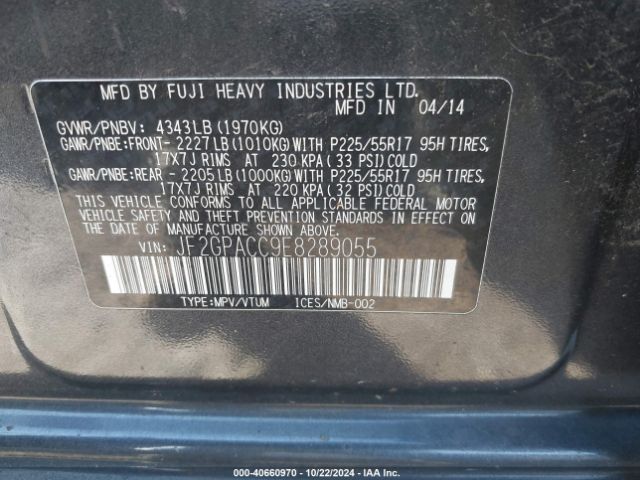 MFD BY FUJI HEAVY INDUSTRIES LTD.
MFD IN 04/14
GVWR/PNBV: 4343LB(1970KG)
GAWR/PNBE:FRONT- 2227LB(1010KG)WITH P225/55R17 95H TIRES,
17X7J RIMS AT 230 KPA(33 PSI)COLD
GAWR/PNBE:REAR - 2205LB(1000KG)WITH P225/55R17 95H TIRES,
17X7J RIMS AT 220 KPA(32 PSI)COLD
THIS VEHICLE CONFORMS TO ALL APPLICABLE FEDERAL MOTOR
VEHICLE SAFETY AND THEFT PREVENTION STANDARDS IN EFFECT ON
THE DATE OF MANUFACTURE SHOWN ABOVE.
VIN: JF2GPACC9E8289055
TYPE:MPV/VTUM ICES/NMB-002
000-40660970 • 10/22/2024 • IAA Inc.